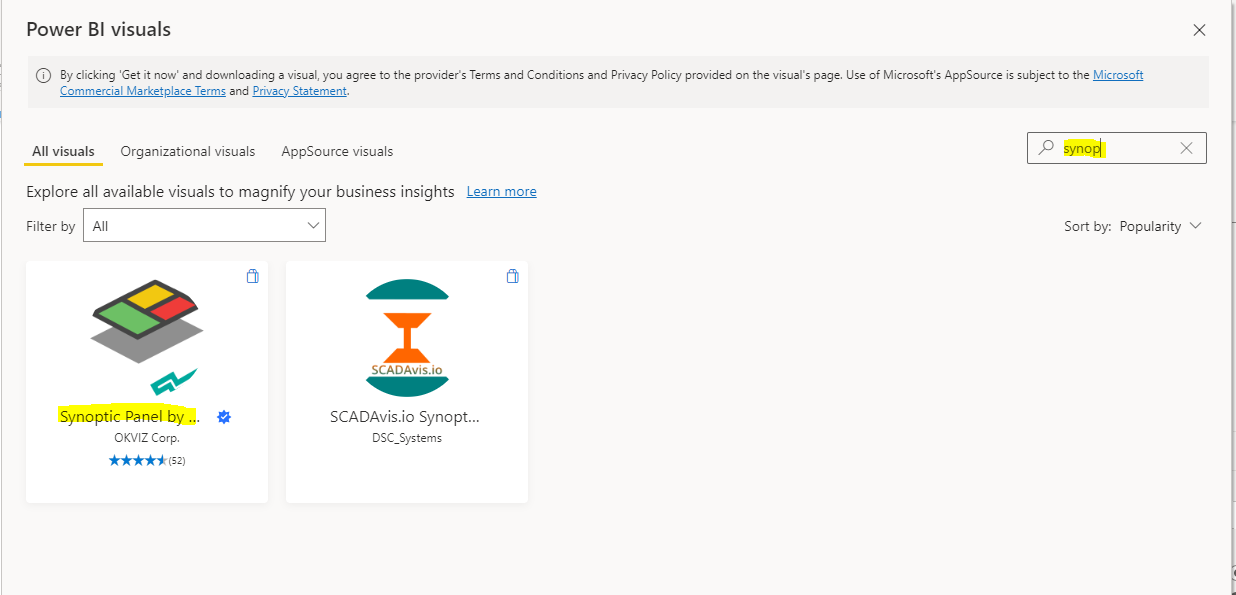 Power BI visuals
By clicking 'Get it now' and downloading a visual, you agree to the provider's Terms and Conditions and Privacy Policy provided on the visual's page. Use of Microsoft's AppSource is subject to the Microsoft
Commercial Marketplace Terms and Privacy Statement.
All visuals Organizational visuals AppSource visuals
synop
Explore all available visuals to magnify your business insights Learn more
Filter by All
Sort by: Popularity
Synoptic Panel by ...
OKVIZ Corp.
(52)
SCADAvis.io
SCADAvis.io Synopt...
DSC_Systems